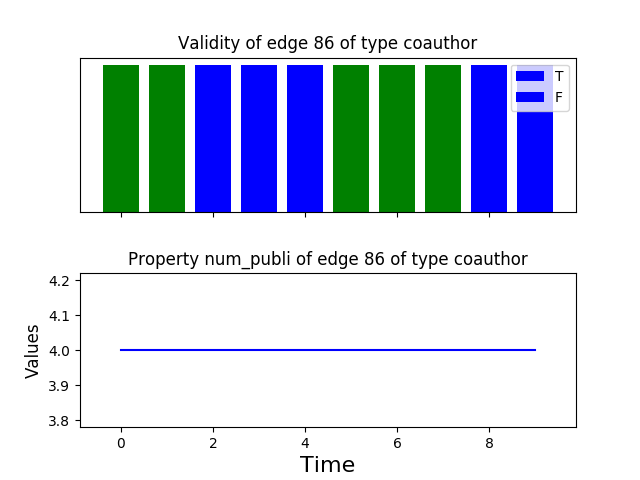 Validity of edge 86 of type coauthor
T
F
Property num_publi of edge 86 of type coauthor
4.2
4.1
4.0
3.9
3.8
Values
0 2 4 6 8
Time